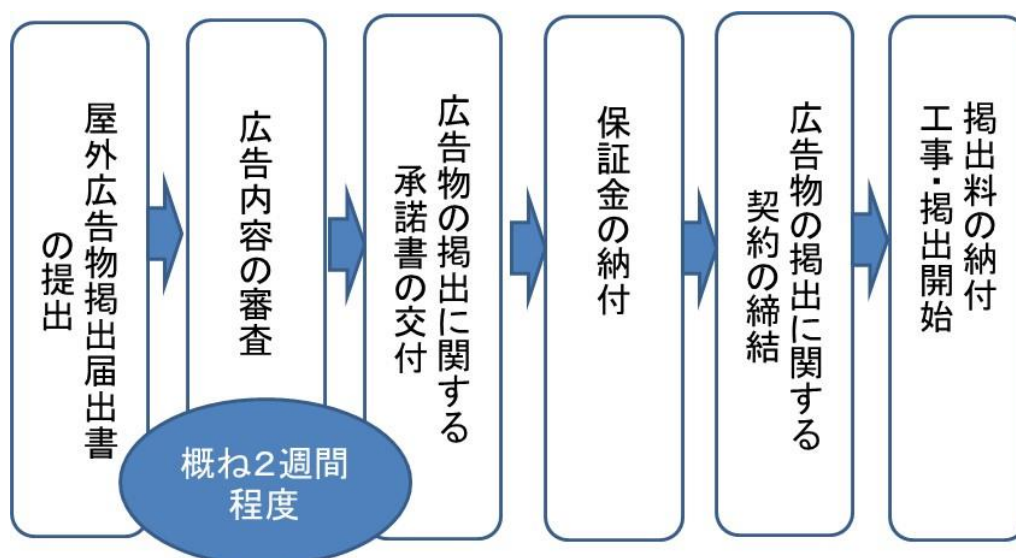 屋外広告物掲出届出書
の提出
広告内容の審査
概ね2週間
程度
広告物の掲出に関する
承諾書の交付
保証金の納付
広告物の掲出に関する
契約の締結
掲出料の納付
工事・掲出開始